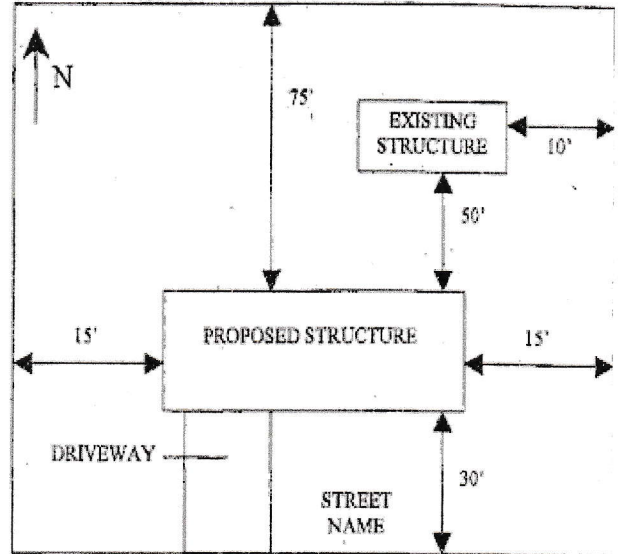 N
75'
EXISTING
STRUCTURE
10'
50'
15'
PROPOSED STRUCTURE
15'
DRIVEWAY
30'
STREET
NAME